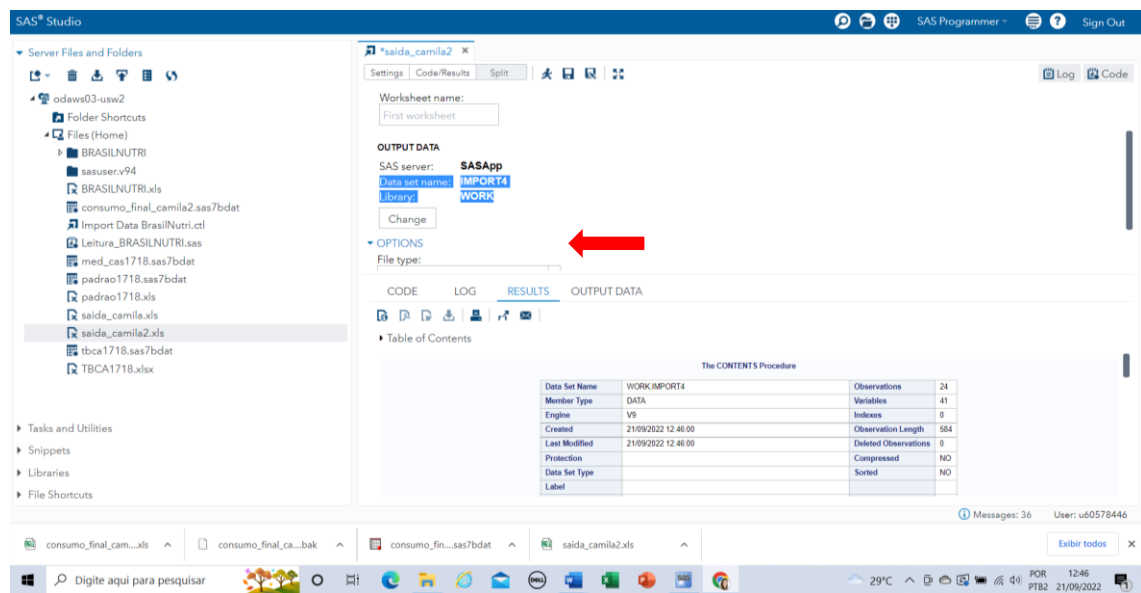 SAS® Studio
SAS Programmer
Sign Out
Server Files and Folders
odaws03-usw2
Folder Shortcuts
Files (Home)
BRASILNUTRI
sasuser.v94
BRASILNUTRI.xls
consumo_final_camila2.sas7bdat
Import Data BrasilNutri.ctl
Leitura_BRASILNUTRI.sas
med_cas1718.sas7bdat
padrao1718.sas7bdat
padrao1718.xls
saida_camila.xls
saida_camila2.xls
tbca1718.sas7bdat
TBCA1718.xlsx
Tasks and Utilities
Snippets
Libraries
File Shortcuts
*saida_camila2 ×
Settings Code/Results Split
Log Code
Worksheet name:
First worksheet
OUTPUT DATA
SAS server: SASApp
Data set name: IMPORT4
Library: WORK
Change
OPTIONS
File type:
CODE LOG RESULTS OUTPUT DATA
Table of Contents
The CONTENTS Procedure
Data Set Name WORK.IMPORT4 Observations 24
Member Type DATA Variables 41
Engine V9 Indexes 0
Created 21/09/2022 12:46:00 Observation Length 584
Last Modified 21/09/2022 12:46:00 Deleted Observations 0
Protection Compressed NO
Data Set Type Sorted NO
Label
Messages: 36 User: u60578446
consumo_final_cam....xls consumo_final_ca....bak consumo_fin....sas7bdat saida_camila2.xls Exibir todos ×
Digite aqui para pesquisar DELL SAS 29°C POR 12:46
PTB2 21/09/2022